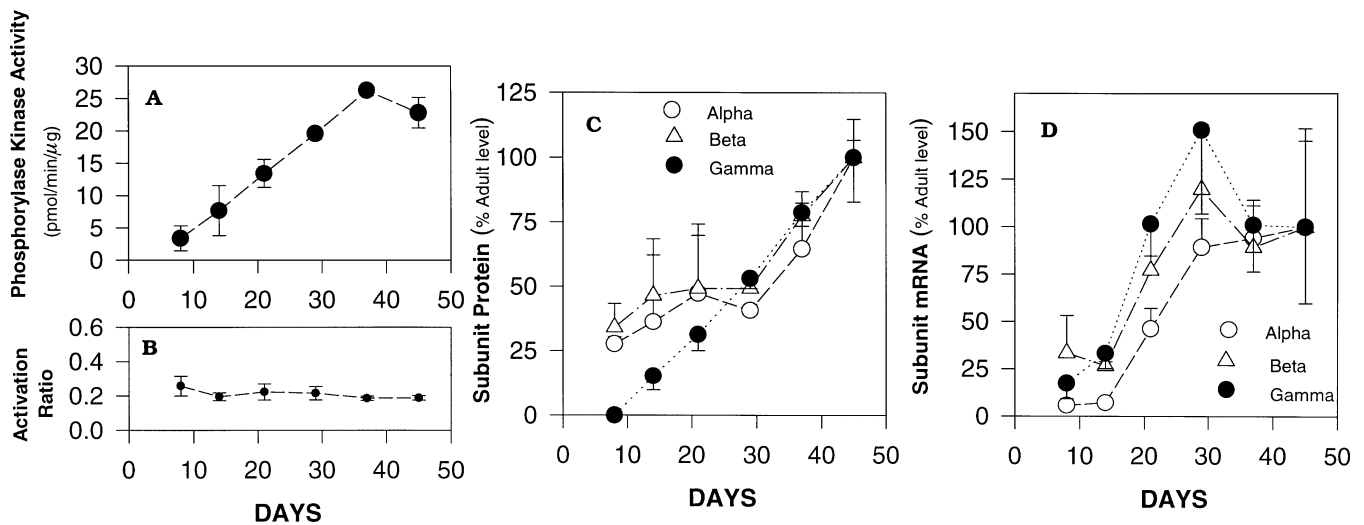 Phosphorylase Kinase Activity
(pmol/min/μg)
30
25
20
15
10
5
0
A
0 10 20 30 40 50
Activation
Ratio
0.6
0.4
0.2
0.0
B
0 10 20 30 40 50
DAYS
Subunit Protein (% Adult level)
125
100
75
50
25
0
C
Alpha
Beta
Gamma
0 10 20 30 40 50
DAYS
Subunit mRNA (% Adult level)
150
125
100
75
50
25
0
D
Alpha
Beta
Gamma
0 10 20 30 40 50
DAYS